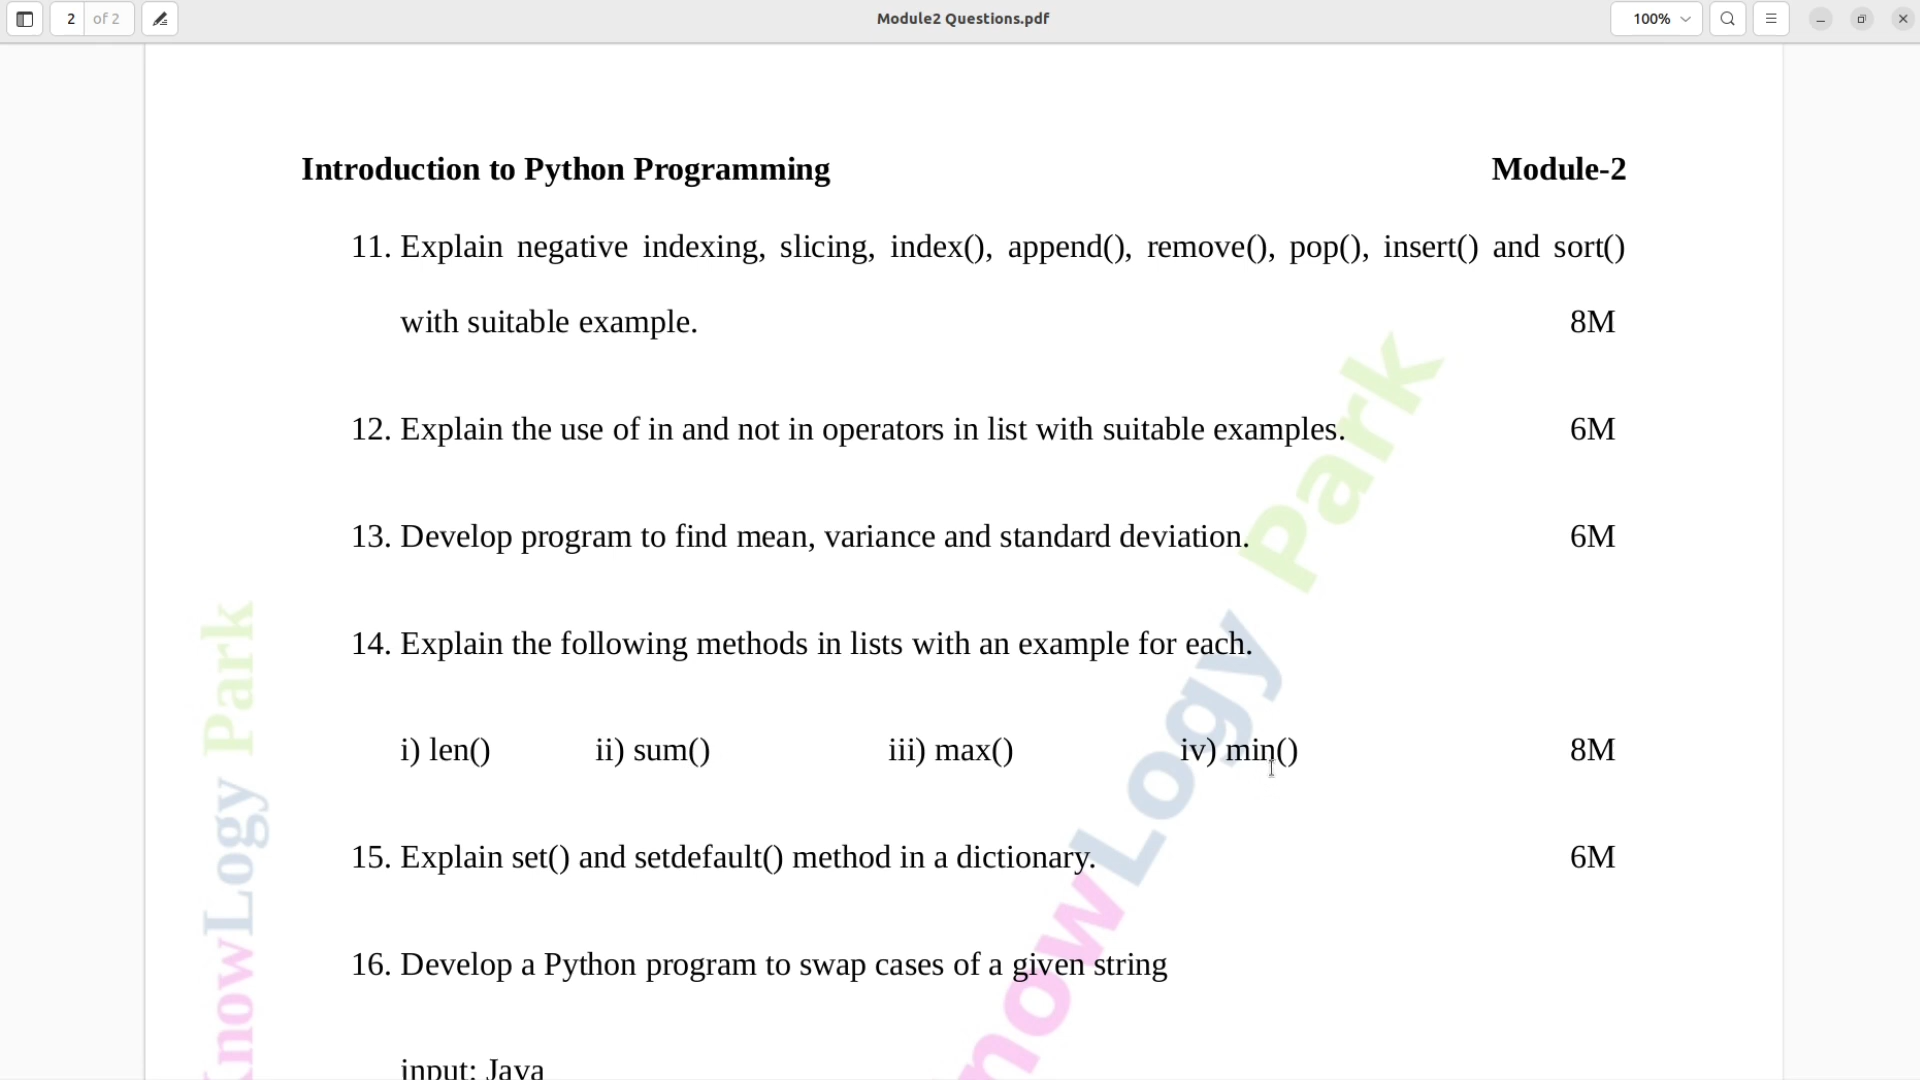 2 of 2
Module2 Questions.pdf
100%
Introduction to Python Programming Module-2
11. Explain negative indexing, slicing, index(), append(), remove(), pop(), insert() and sort()
with suitable example. 8M
12. Explain the use of in and not in operators in list with suitable examples. 6M
13. Develop program to find mean, variance and standard deviation. 6M
14. Explain the following methods in lists with an example for each.
i) len() ii) sum() iii) max() iv) min() 8M
15. Explain set() and setdefault() method in a dictionary. 6M
16. Develop a Python program to swap cases of a given string
input: Java
nowLogy Park
nowLogy Park